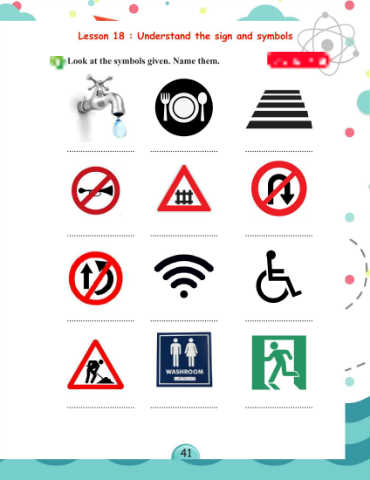 Lesson 18 : Understand the sign and symbols
Look at the symbols given. Name them.
WASHROOM
41